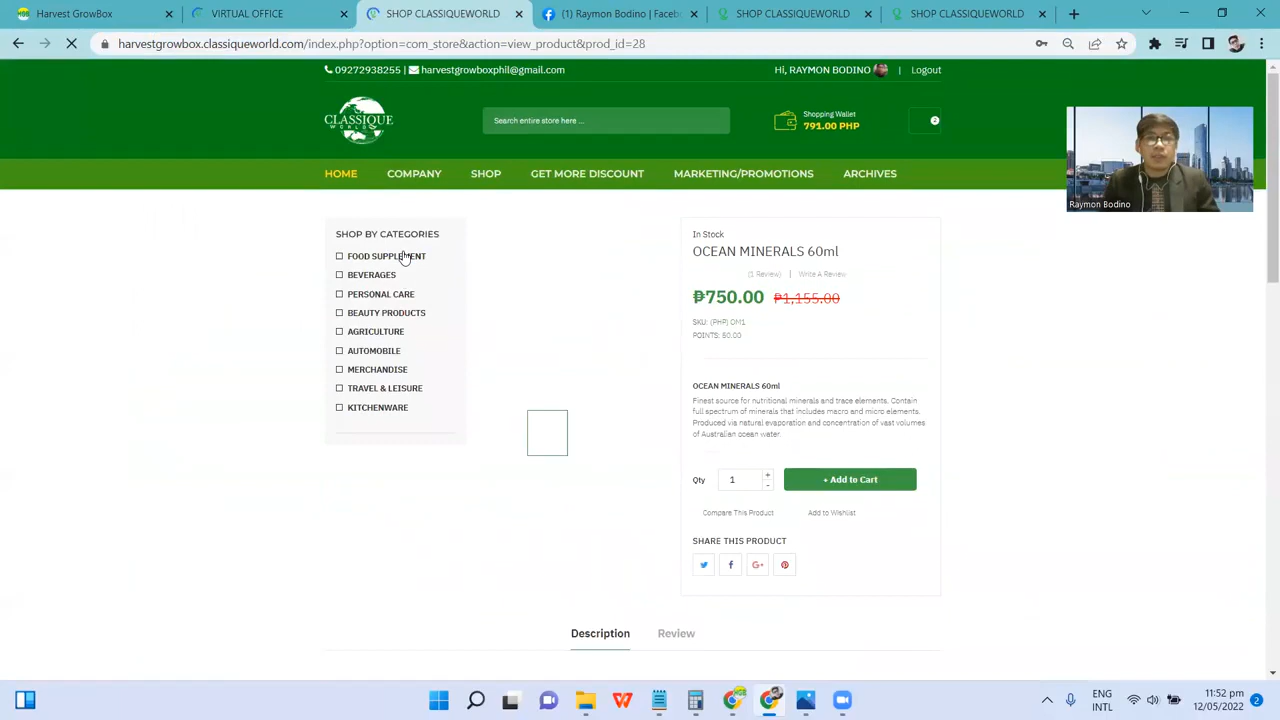 Harvest GrowBox
VIRTUAL OFFICE
SHOP CLASSIQUEWORLD
(1) Raymon Bodino | Faceb
SHOP CLASSIQUEWORLD
SHOP CLASSIQUEWORLD
harvestgrowbox.classiqueworld.com/index.php?option=com_store&action=view_product&prod_id=28
09272938255 | harvestgrowboxphil@gmail.com
Hi, RAYMON BODINO | Logout
CLASSIQUE
WORLD
Search entire store here ...
Shopping Wallet
791.00 PHP
2
HOME
COMPANY
SHOP
GET MORE DISCOUNT
MARKETING/PROMOTIONS
ARCHIVES
Raymon Bodino
SHOP BY CATEGORIES
FOOD SUPPLEMENT
BEVERAGES
PERSONAL CARE
BEAUTY PRODUCTS
AGRICULTURE
AUTOMOBILE
MERCHANDISE
TRAVEL & LEISURE
KITCHENWARE
In Stock
OCEAN MINERALS 60ml
(1 Review) | Write A Review
₱750.00 ₱1,155.00
SKU: (PHP) OM1
POINTS: 50.00
OCEAN MINERALS 60ml
Finest source for nutritional minerals and trace elements. Contain
full spectrum of minerals that includes macro and micro elements.
Produced via natural evaporation and concentration of vast volumes
of Australian ocean water.
Qty 1 + - + Add to Cart
Compare This Product
Add to Wishlist
SHARE THIS PRODUCT
Description
Review
ENG
INTL
11:52 pm
12/05/2022
2